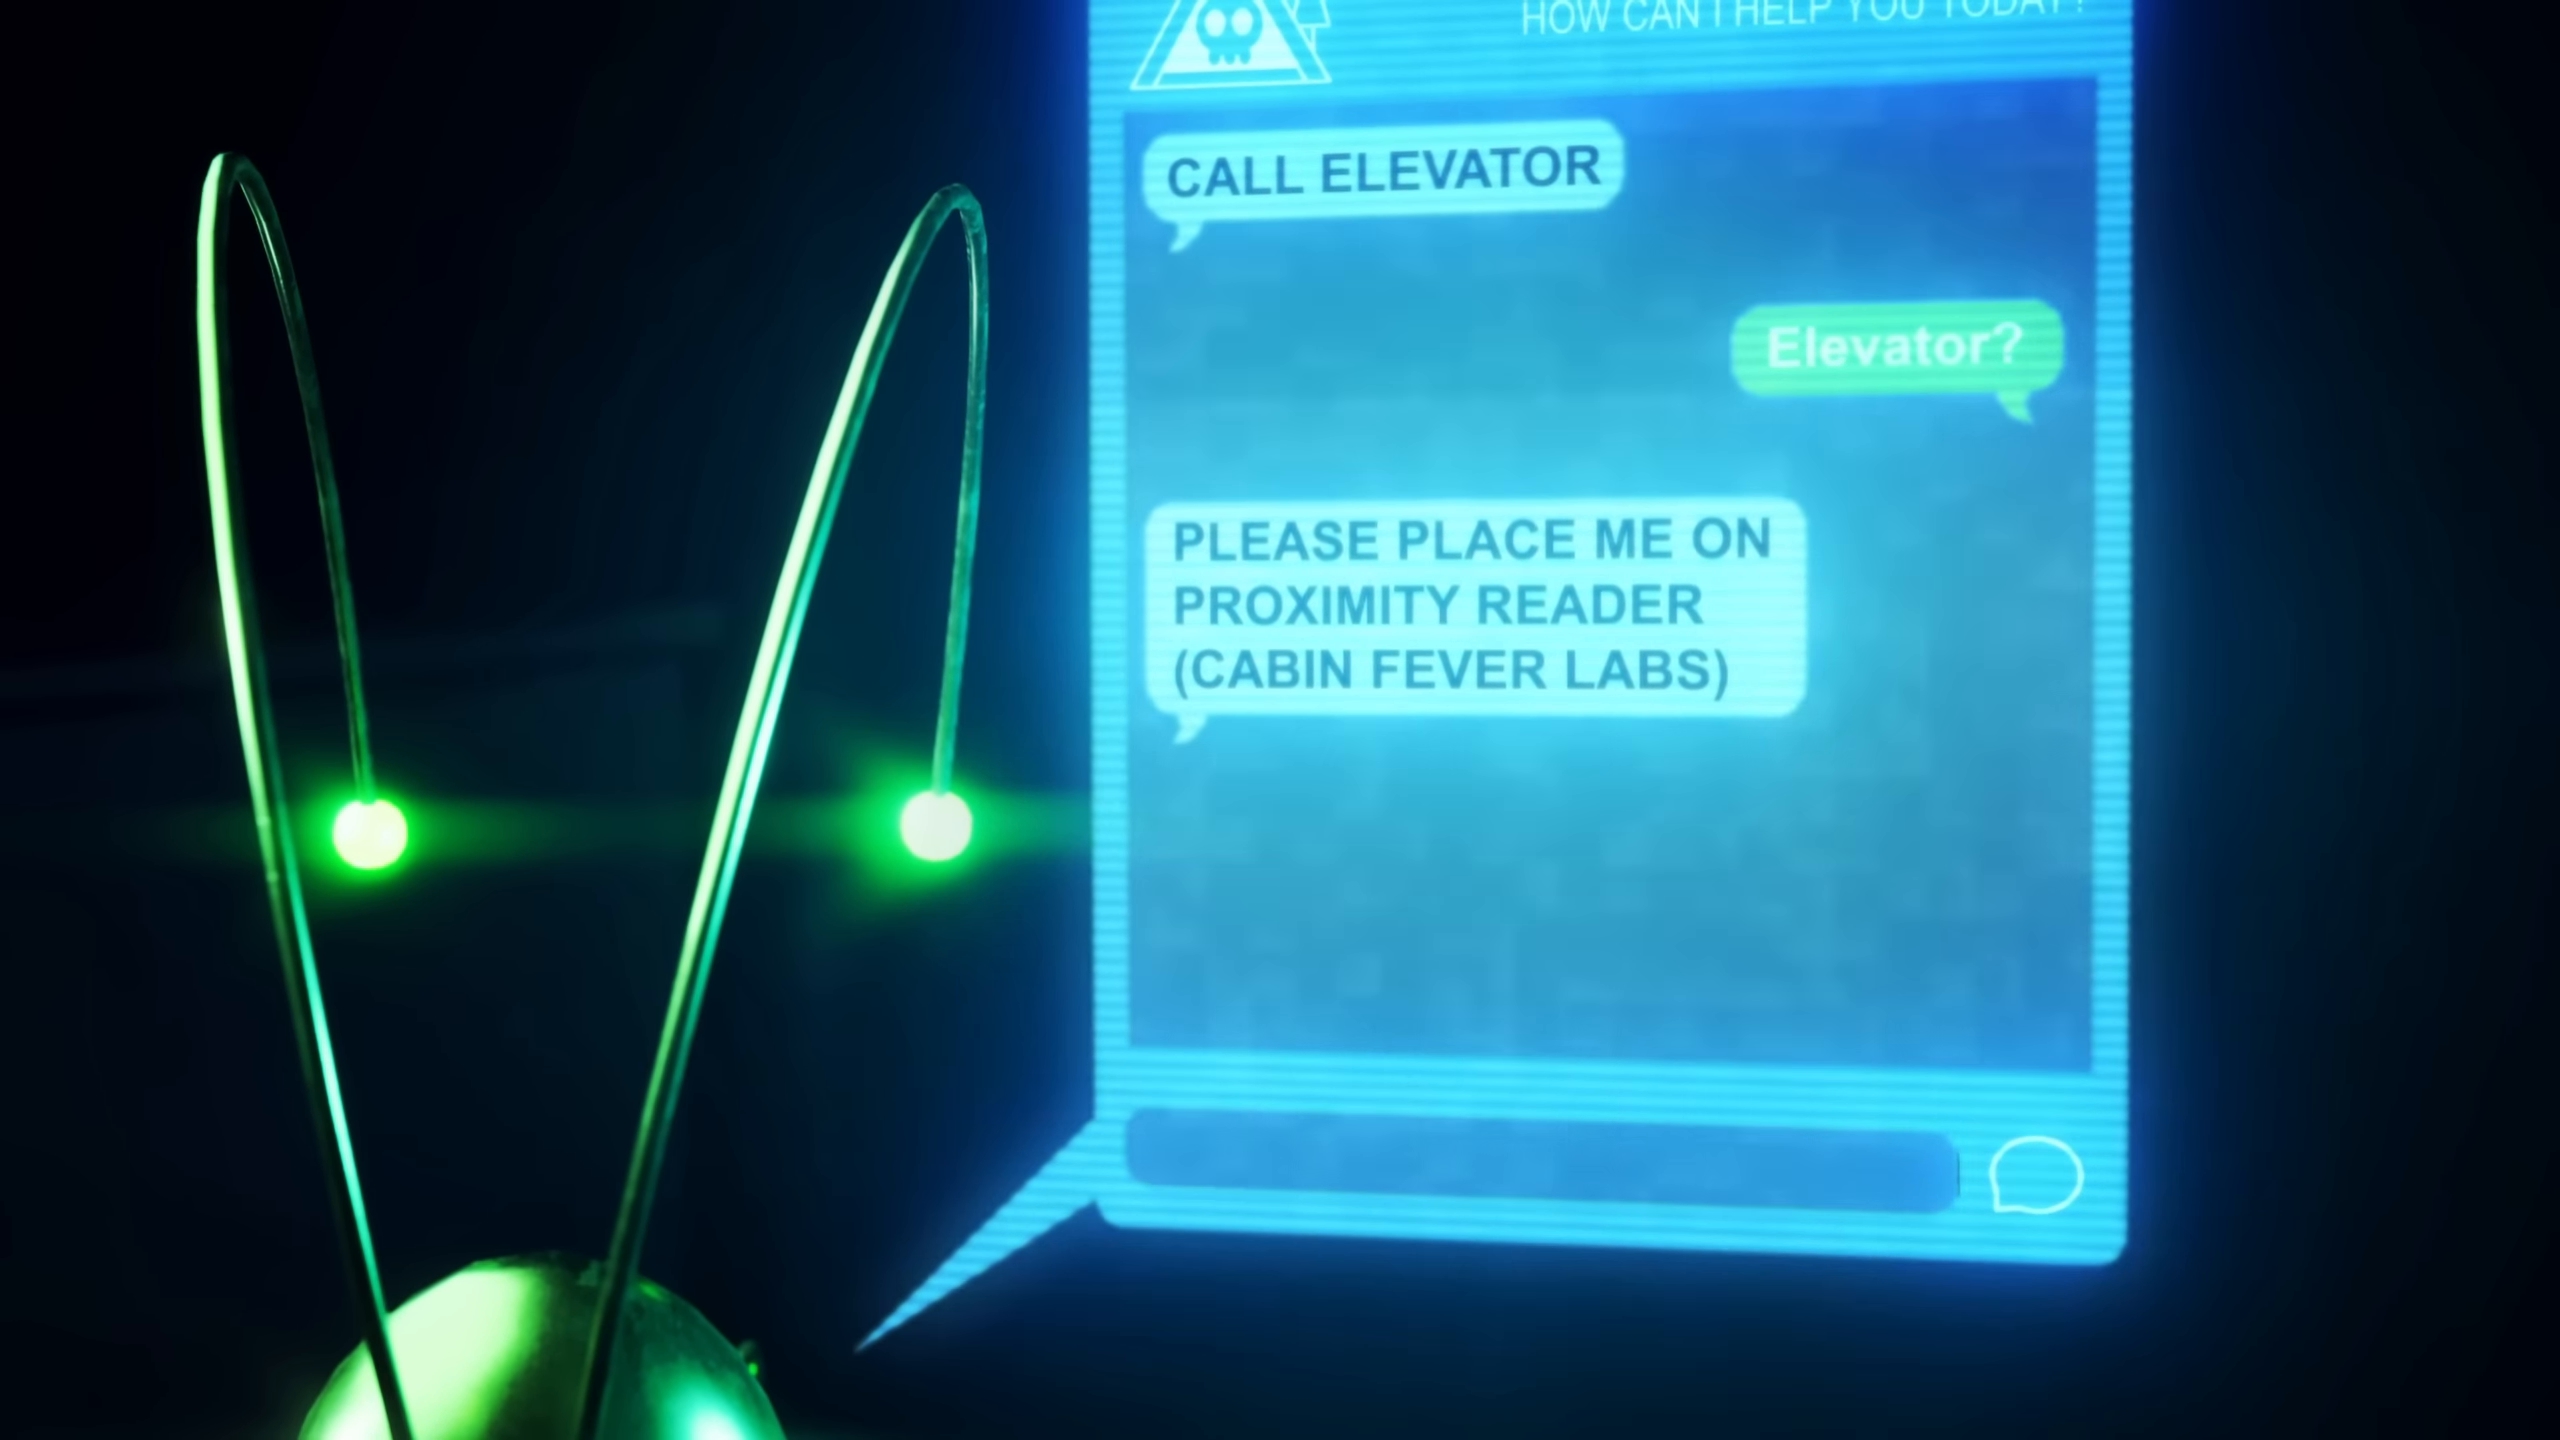 HOW CAN I HELP YOU TODAY?
CALL ELEVATOR
Elevator?
PLEASE PLACE ME ON
PROXIMITY READER
(CABIN FEVER LABS)